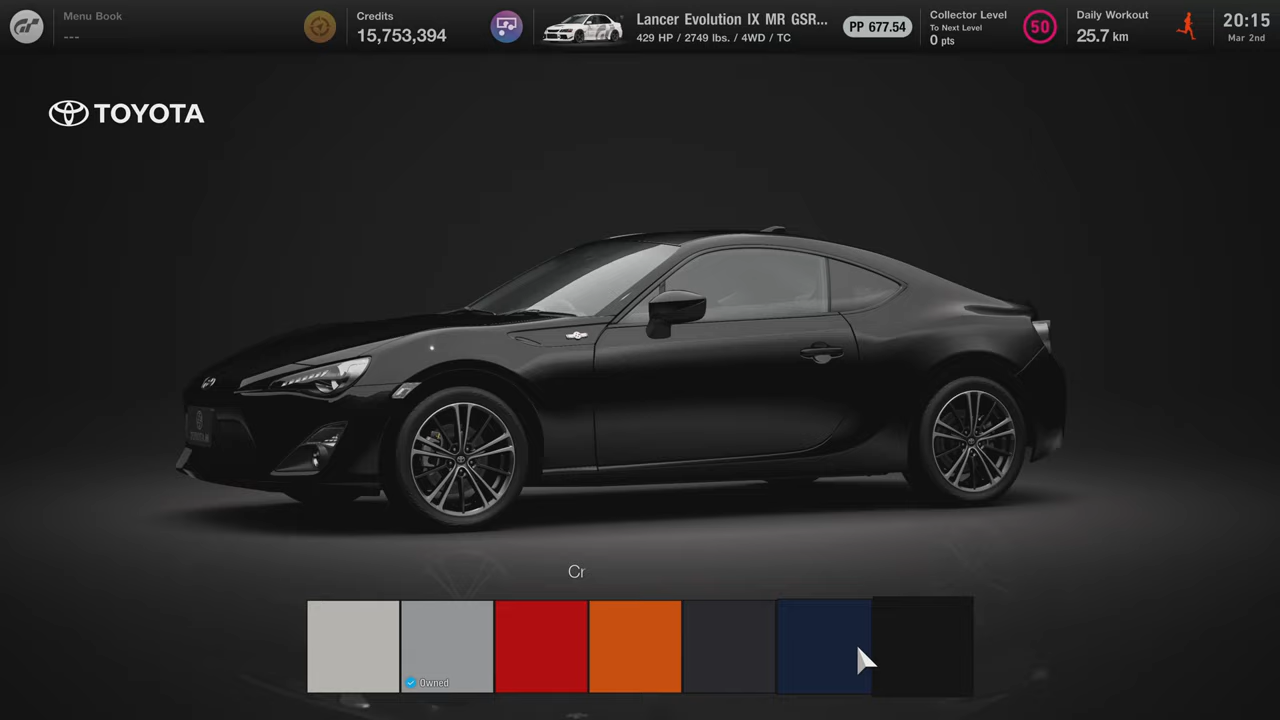 Menu Book
---
Credits
15,753,394
Lancer Evolution IX MR GSR...
429 HP / 2749 lbs. / 4WD / TC
PP 677.54
Collector Level
To Next Level
0 pts
50
Daily Workout
25.7 km
20:15
Mar 2nd
TOYOTA
Cr
Owned